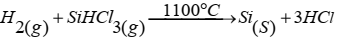 H₂(g) + SiHCl₃(g) 1100°C → Si(S) + 3HCl